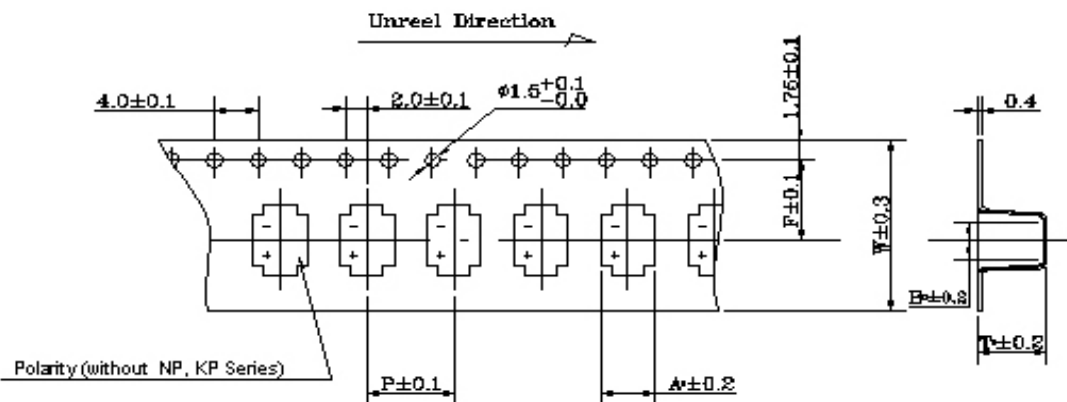 Unreel Direction
4.0±0.1
2.0±0.1
ø1.5+0.1
-0.0
1.75±0.1
0.4
F±0.1
W±0.3
- - - - - -
+ + + + +
±0.2
Polarity (without NP, KP Series)
P±0.1
A±0.2
T±0.2